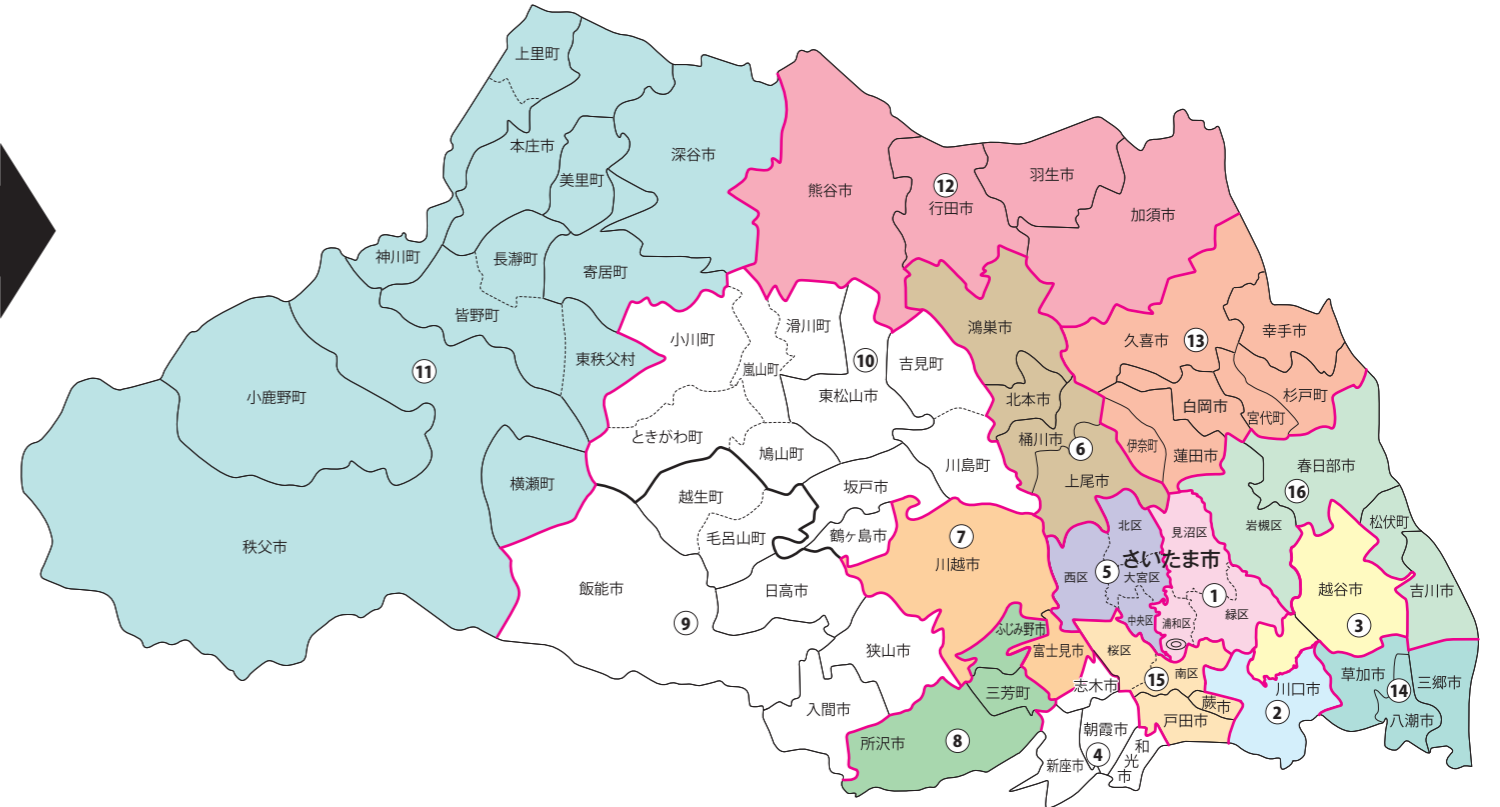 上里町
本庄市
美里町
深谷市
神川町
長瀞町
寄居町
皆野町
東秩父村
⑪
小鹿野町
横瀬町
秩父市
熊谷市
⑫
行田市
羽生市
加須市
小川町
滑川町
嵐山町
⑩
東松山市
吉見町
ときがわ町
鳩山町
川島町
鴻巣市
北本市
桶川市
⑥
上尾市
久喜市
⑬
幸手市
杉戸町
宮代町
白岡市
伊奈町
蓮田市
春日部市
⑯
岩槻区
松伏町
吉川市
越生町
毛呂山町
坂戸市
鶴ヶ島市
飯能市
日高市
⑨
狭山市
入間市
⑦
川越市
ふじみ野市
富士見市
三芳町
所沢市
⑧
北区
見沼区
さいたま市
西区
⑤
大宮区
中央区
浦和区
①
緑区
桜区
⑮
南区
蕨市
戸田市
志木市
朝霞市
④
新座市
和光市
越谷市
③
川口市
②
草加市
⑭
八潮市
三郷市